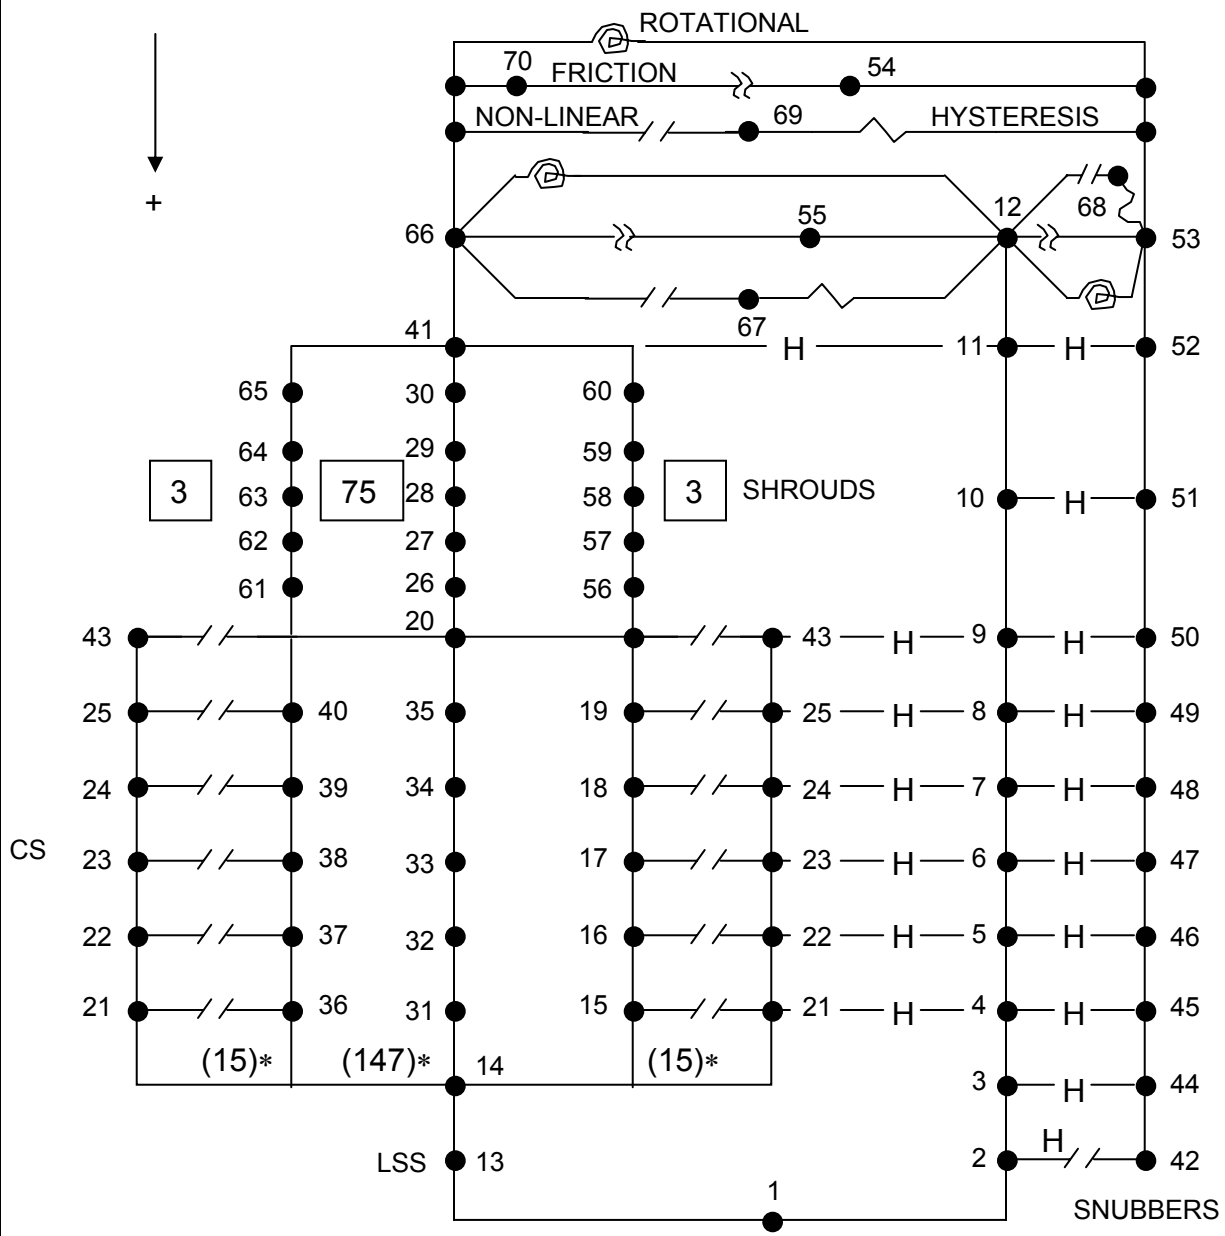 ROTATIONAL
70 FRICTION 54
NON-LINEAR 69 HYSTERESIS
+
68
12
55
66 53
67
41 H 11 H 52
65 30 60
64 29 59
3 63 75 28 58 3 SHROUDS 10 H 51
62 27 57
61 26 56
43 20 43 H 9 H 50
25 40 35 19 25 H 8 H 49
24 39 34 18 24 H 7 H 48
CS 23 38 33 17 23 H 6 H 47
22 37 32 16 22 H 5 H 46
21 36 31 15 21 H 4 H 45
(15)* (147)* 14 (15)* 3 H 44
LSS 13 2 H 42
1
SNUBBERS